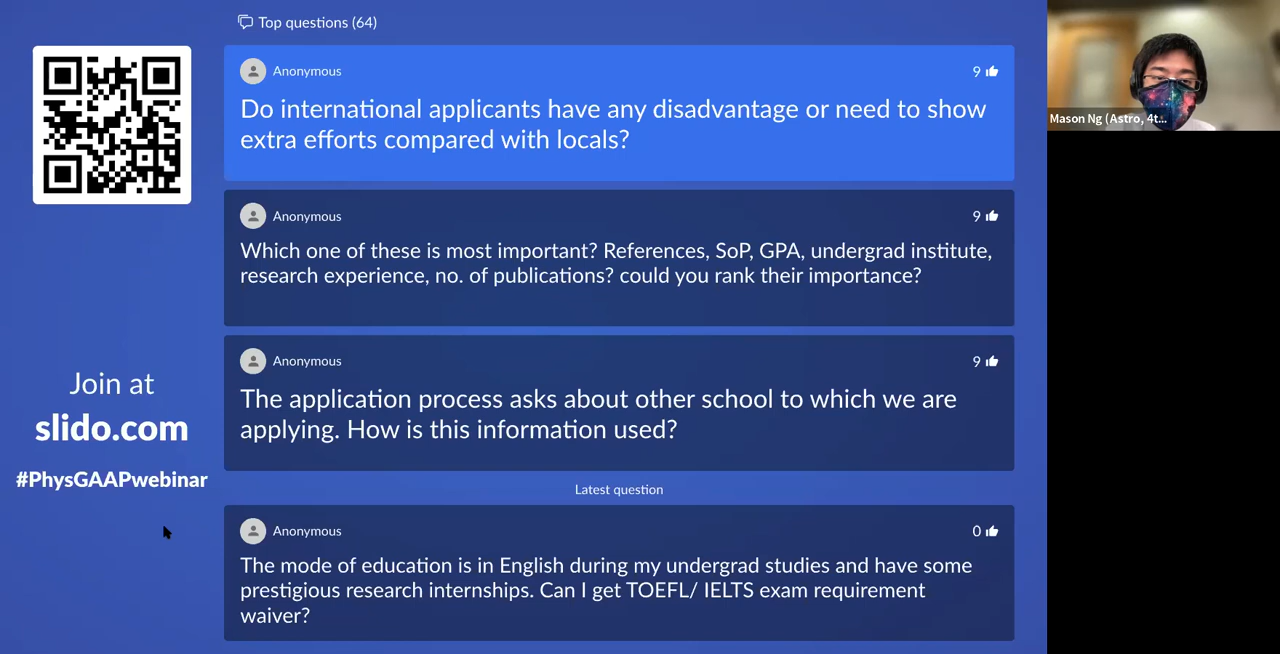 Top questions (64)
Anonymous
9
Do international applicants have any disadvantage or need to show
extra efforts compared with locals?
Anonymous
9
Which one of these is most important? References, SoP, GPA, undergrad institute,
research experience, no. of publications? could you rank their importance?
Anonymous
9
The application process asks about other school to which we are
applying. How is this information used?
Latest question
Anonymous
0
The mode of education is in English during my undergrad studies and have some
prestigious research internships. Can I get TOEFL/ IELTS exam requirement
waiver?
Join at
slido.com
#PhysGAAPwebinar
Mason Ng (Astro, 4t...